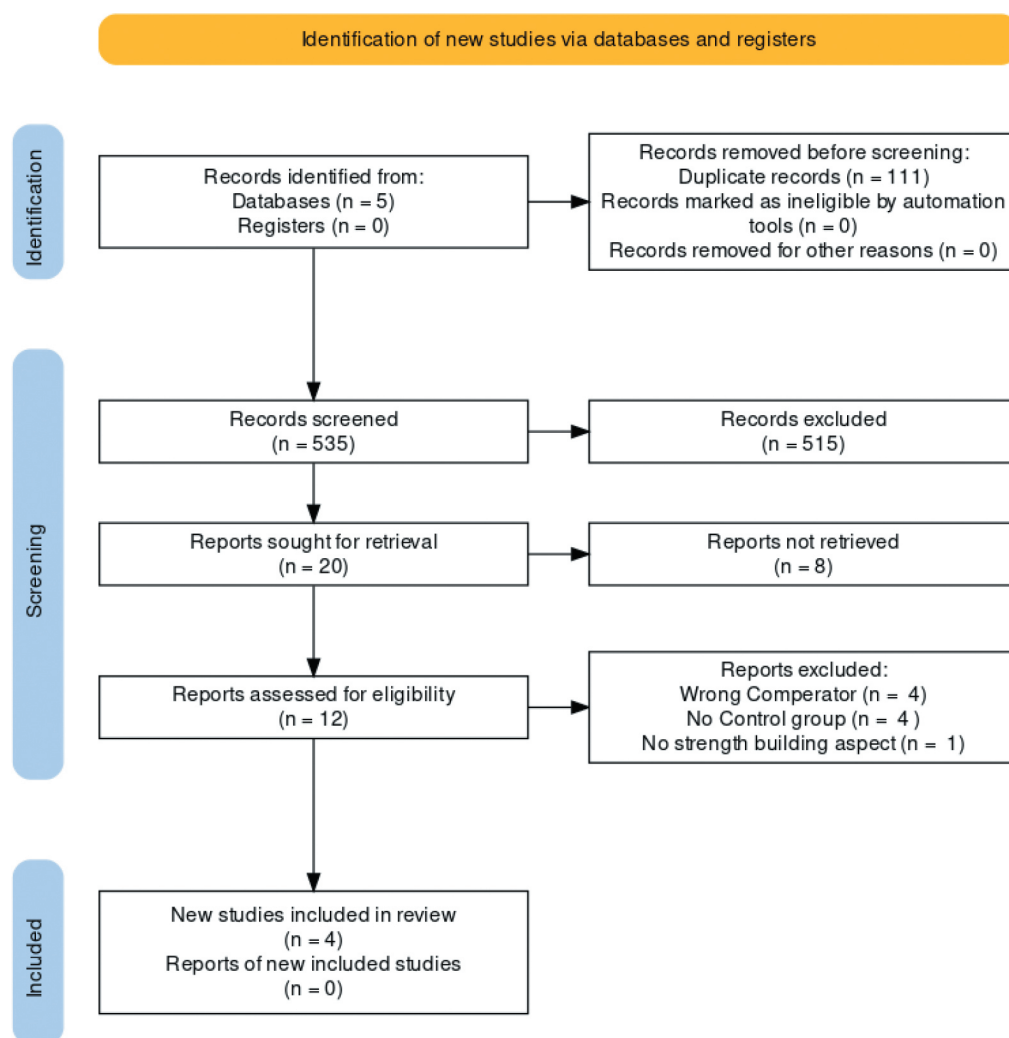 Identification of new studies via databases and registers
Identification
Records identified from:
Databases (n = 5)
Registers (n = 0)
Records removed before screening:
Duplicate records (n = 111)
Records marked as ineligible by automation
tools (n = 0)
Records removed for other reasons (n = 0)
Screening
Records screened
(n = 535)
Records excluded
(n = 515)
Reports sought for retrieval
(n = 20)
Reports not retrieved
(n = 8)
Reports assessed for eligibility
(n = 12)
Reports excluded:
Wrong Comperator (n = 4)
No Control group (n = 4 )
No strength building aspect (n = 1)
Included
New studies included in review
(n = 4)
Reports of new included studies
(n = 0)